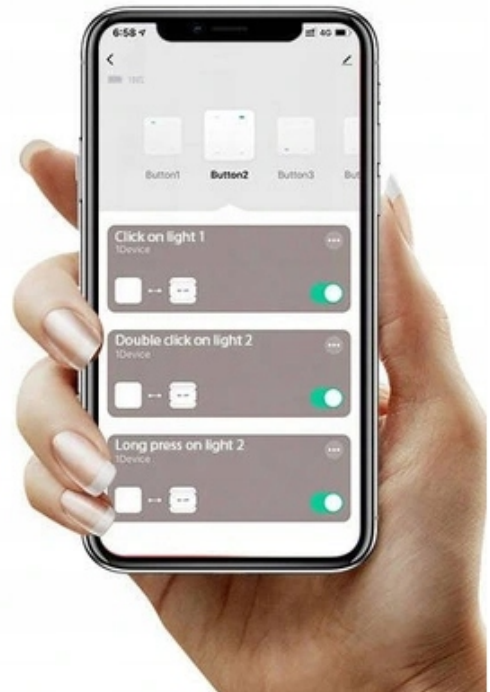 6:58 4G
Button1 Button2 Button3 But
Click on light 1
1Device
Double click on light 2
1Device
Long press on light 2
1Device